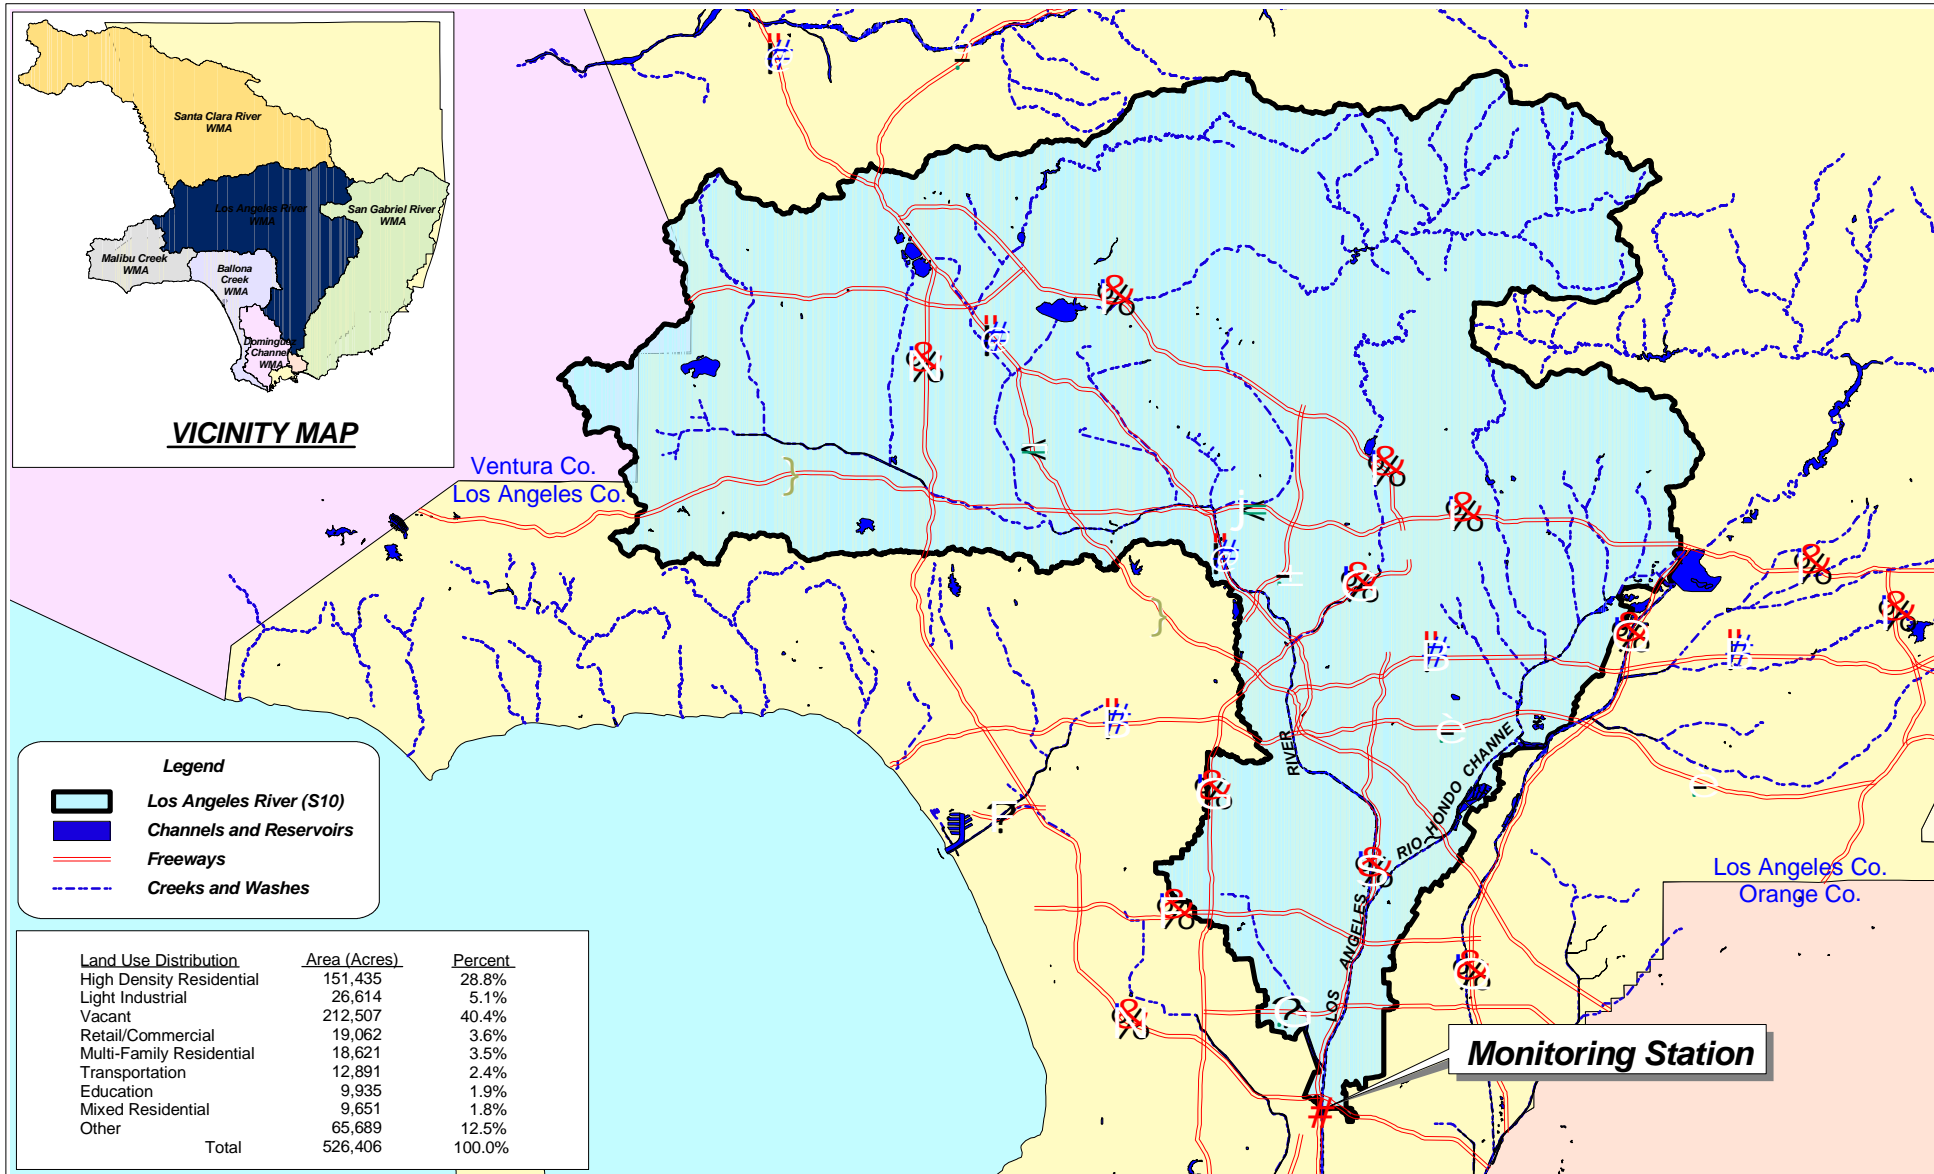 Santa Clara River
WMA
Los Angeles River
WMA
San Gabriel River
WMA
Malibu Creek
WMA
Ballona
Creek
WMA
Dominguez
Channel
WMA
VICINITY MAP
Ventura Co.
Los Angeles Co.
RIVER
RIO HONDO CHANNE
LOS ANGELES
Los Angeles Co.
Orange Co.
Monitoring Station
Legend
Los Angeles River (S10)
Channels and Reservoirs
Freeways
Creeks and Washes
Land Use Distribution Area (Acres) Percent
High Density Residential 151,435 28.8%
Light Industrial 26,614 5.1%
Vacant 212,507 40.4%
Retail/Commercial 19,062 3.6%
Multi-Family Residential 18,621 3.5%
Transportation 12,891 2.4%
Education 9,935 1.9%
Mixed Residential 9,651 1.8%
Other 65,689 12.5%
Total 526,406 100.0%